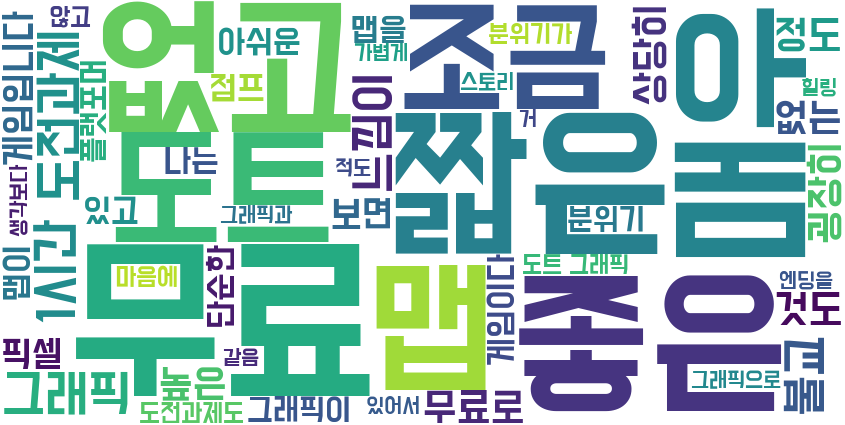 않고
없고
아쉬운
맵을
가볍게
조금
분위기가
상당히
매우
정도
힐링
없는
굉장히
게임입니다
도전과제
플랫포머
점프
느낌이
스토리
거
짧은
나는
적도
도트
생각보다
있고
그래픽과
보면
분위기
맵이
1시간
마음에
단순한
무료
맵
게임이다
도트 그래픽
좋은
엔딩을
것도
픽셀
같음
그래픽
높은
도전과제도
그래픽이
있어서
무료로
그래픽으로